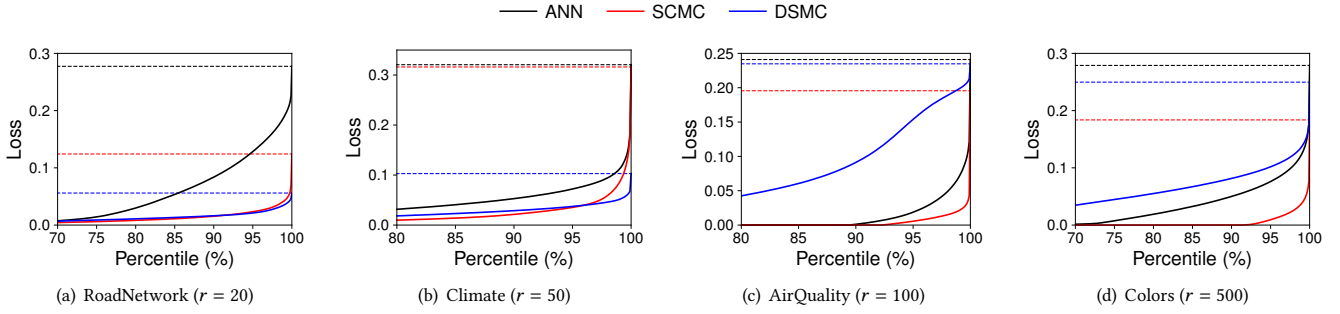 ANN SCMC DSMC
0.3
0.2
0.1
0.0
Loss
70 75 80 85 90 95 100
Percentile (%)
(a) RoadNetwork (r = 20)
0.3
0.2
0.1
0.0
Loss
80 85 90 95 100
Percentile (%)
(b) Climate (r = 50)
0.25
0.20
0.15
0.10
0.05
0.00
Loss
80 85 90 95 100
Percentile (%)
(c) AirQuality (r = 100)
0.3
0.2
0.1
0.0
Loss
70 75 80 85 90 95 100
Percentile (%)
(d) Colors (r = 500)